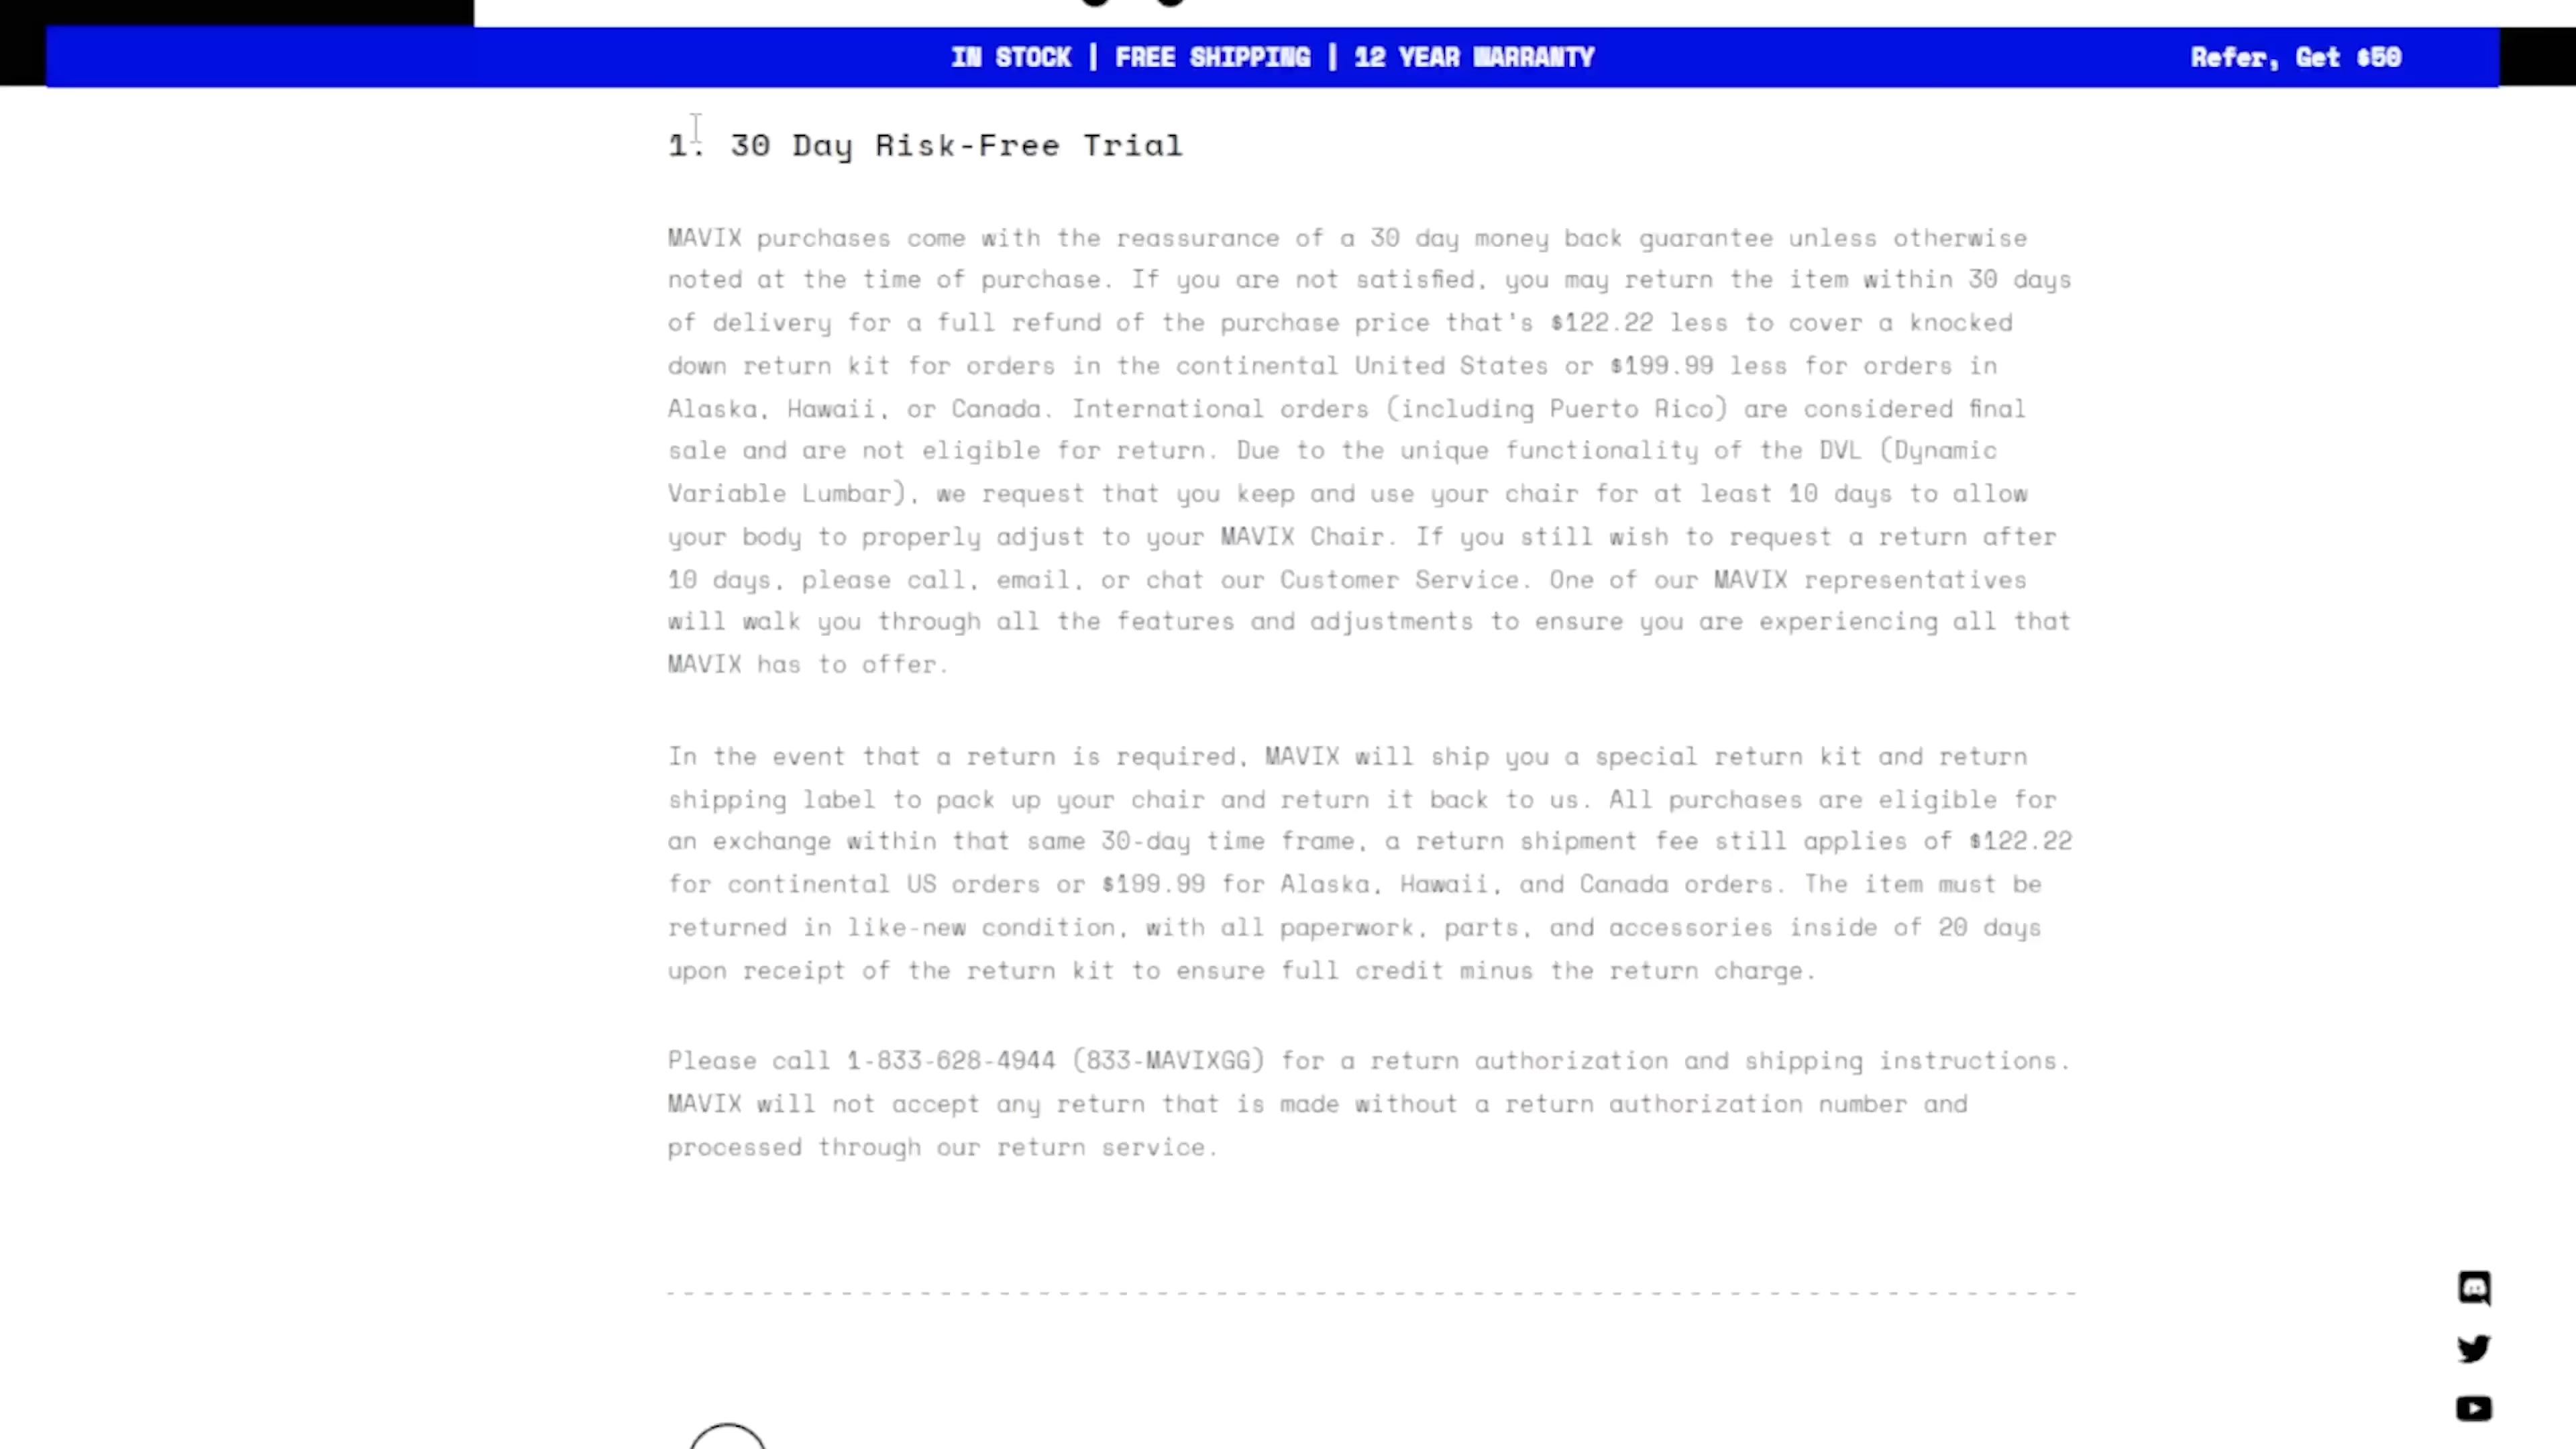 IN STOCK | FREE SHIPPING | 12 YEAR WARRANTY
Refer, Get $50
1. 30 Day Risk-Free Trial
MAVIX purchases come with the reassurance of a 30 day money back guarantee unless otherwise
noted at the time of purchase. If you are not satisfied, you may return the item within 30 days
of delivery for a full refund of the purchase price that's $122.22 less to cover a knocked
down return kit for orders in the continental United States or $199.99 less for orders in
Alaska, Hawaii, or Canada. International orders (including Puerto Rico) are considered final
sale and are not eligible for return. Due to the unique functionality of the DVL (Dynamic
Variable Lumbar), we request that you keep and use your chair for at least 10 days to allow
your body to properly adjust to your MAVIX Chair. If you still wish to request a return after
10 days, please call, email, or chat our Customer Service. One of our MAVIX representatives
will walk you through all the features and adjustments to ensure you are experiencing all that
MAVIX has to offer.
In the event that a return is required, MAVIX will ship you a special return kit and return
shipping label to pack up your chair and return it back to us. All purchases are eligible for
an exchange within that same 30-day time frame, a return shipment fee still applies of $122.22
for continental US orders or $199.99 for Alaska, Hawaii, and Canada orders. The item must be
returned in like-new condition, with all paperwork, parts, and accessories inside of 20 days
upon receipt of the return kit to ensure full credit minus the return charge.
Please call 1-833-628-4944 (833-MAVIXGG) for a return authorization and shipping instructions.
MAVIX will not accept any return that is made without a return authorization number and
processed through our return service.